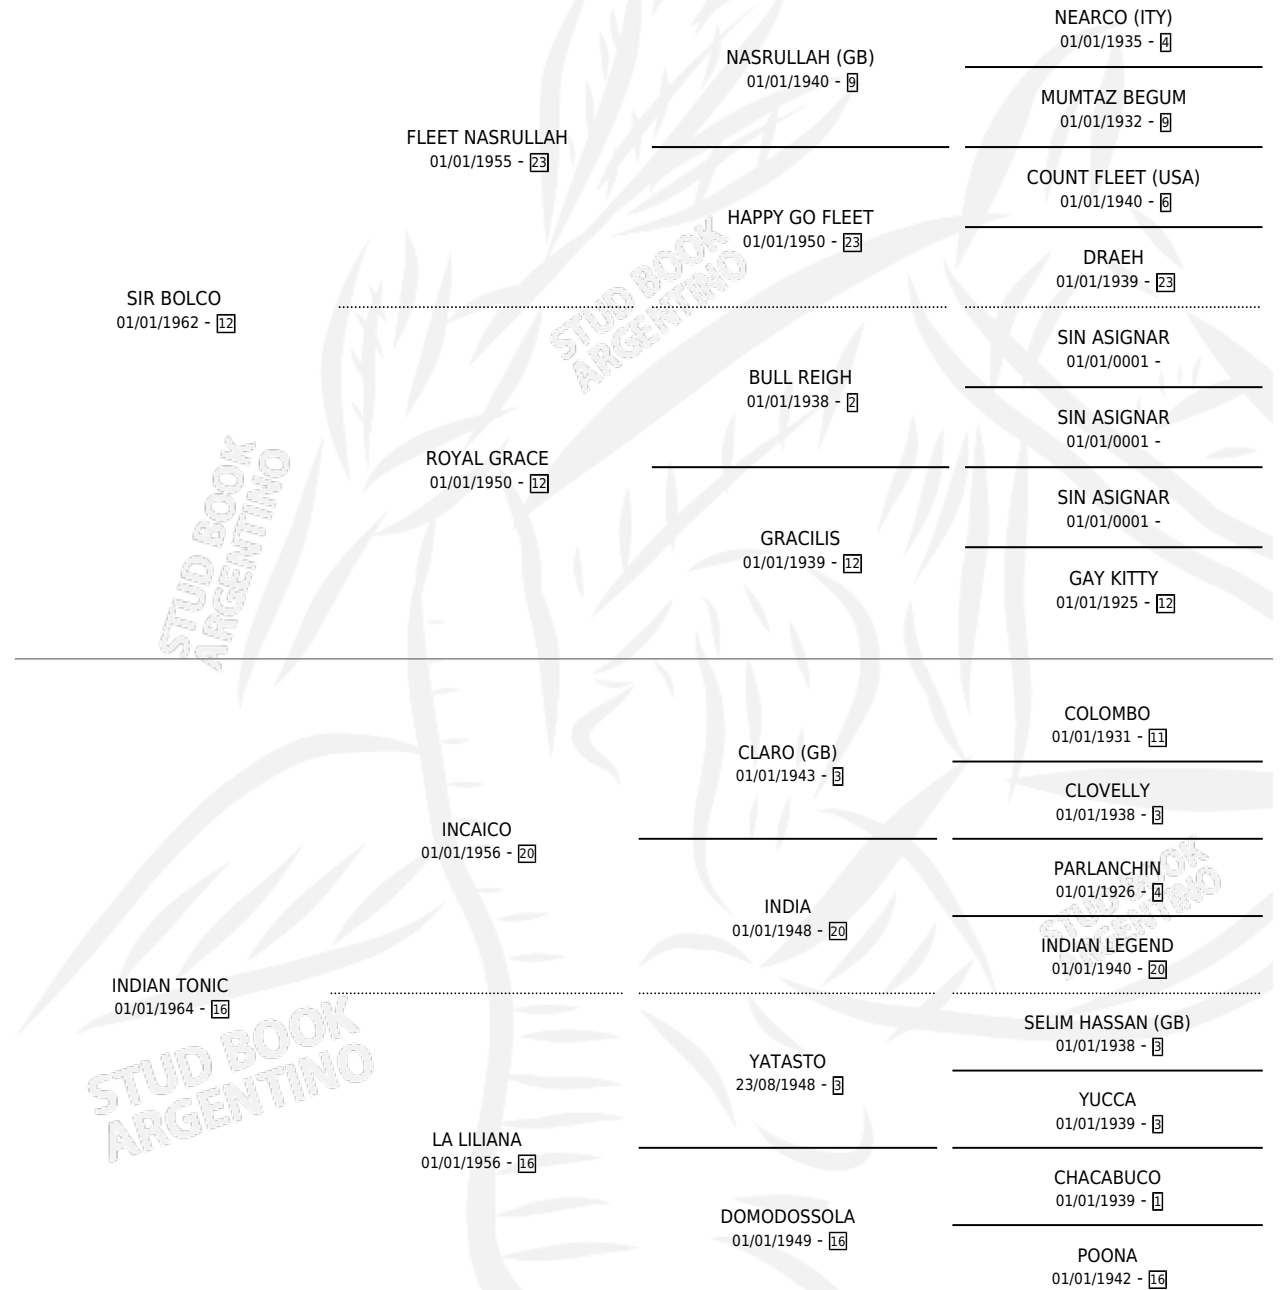 NEARCO (ITY)
01/01/1935 - 4
NASRULLAH (GB)
01/01/1940 - 9
MUMTAZ BEGUM
01/01/1932 - 9
FLEET NASRULLAH
01/01/1955 - 23
COUNT FLEET (USA)
01/01/1940 - 6
HAPPY GO FLEET
01/01/1950 - 23
DRAEH
01/01/1939 - 23
SIR BOLCO
01/01/1962 - 12
STUD BOOK
ARGENTINO
SIN ASIGNAR
01/01/0001 -
BULL REIGH
01/01/1938 - 2
SIN ASIGNAR
01/01/0001 -
ROYAL GRACE
01/01/1950 - 12
STUD BOOK
ARGENTINO
SIN ASIGNAR
01/01/0001 -
GRACILIS
01/01/1939 - 12
GAY KITTY
01/01/1925 - 12
COLOMBO
01/01/1931 - 11
CLARO (GB)
01/01/1943 - 3
CLOVELLY
01/01/1938 - 3
INCAICO
01/01/1956 - 20
PARLANCHIN
01/01/1926 - 4
STUD BOOK
ARGENTINO
INDIA
01/01/1948 - 20
INDIAN LEGEND
01/01/1940 - 20
INDIAN TONIC
01/01/1964 - 16
STUD BOOK
ARGENTINO
SELIM HASSAN (GB)
01/01/1938 - 3
YATASTO
23/08/1948 - 3
YUCCA
01/01/1939 - 3
LA LILIANA
01/01/1956 - 16
CHACABUCO
01/01/1939 - 1
DOMODOSSOLA
01/01/1949 - 16
POONA
01/01/1942 - 16